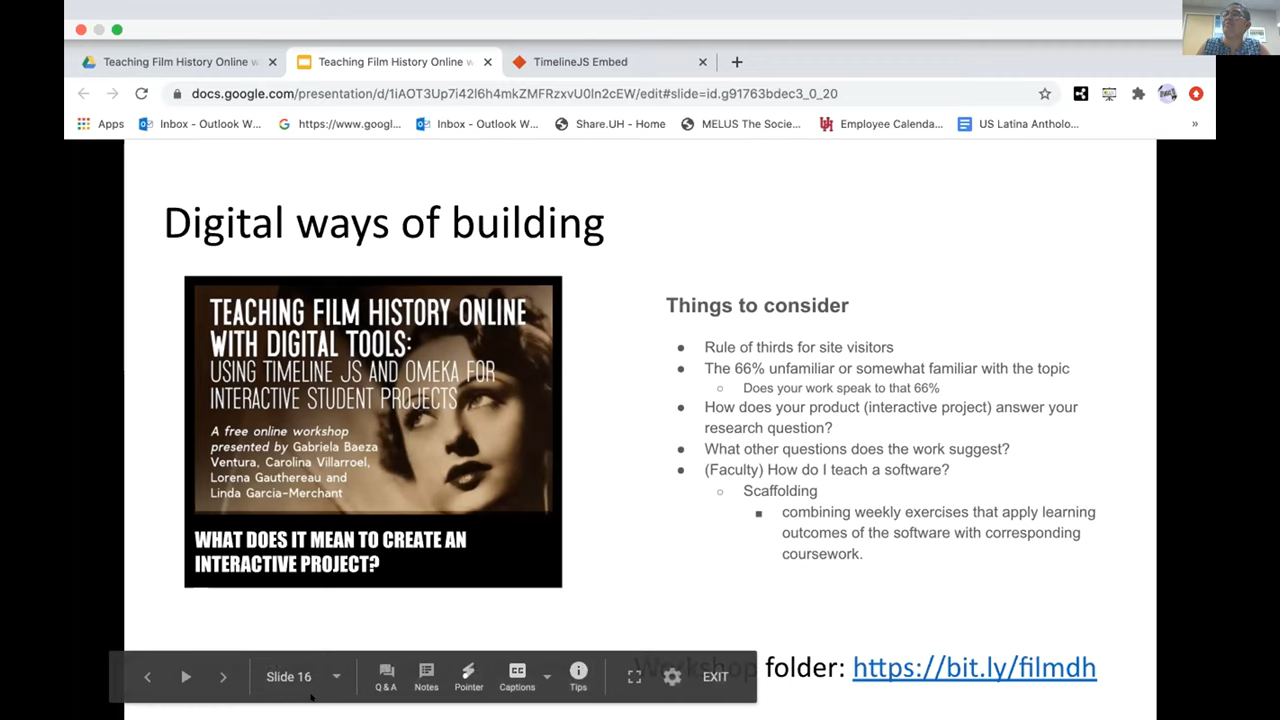 Teaching Film History Online w
Teaching Film History Online w
TimelineJS Embed
docs.google.com/presentation/d/1iAOT3Up7i42l6h4mkZMFRzxvU0ln2cEW/edit#slide=id.g91763bdec3_0_20
Apps
Inbox - Outlook W...
https://www.googl...
Inbox - Outlook W...
Share.UH - Home
MELUS The Socie...
Employee Calenda...
US Latina Antholo...
»
Digital ways of building
TEACHING FILM HISTORY ONLINE
WITH DIGITAL TOOLS:
USING TIMELINE JS AND OMEKA FOR
INTERACTIVE STUDENT PROJECTS
A free online workshop
presented by Gabriela Baeza
Ventura, Carolina Villarroel,
Lorena Gauthereau and
Linda Garcia-Merchant
WHAT DOES IT MEAN TO CREATE AN
INTERACTIVE PROJECT?
Things to consider
Rule of thirds for site visitors
The 66% unfamiliar or somewhat familiar with the topic
Does your work speak to that 66%
How does your product (interactive project) answer your
research question?
What other questions does the work suggest?
(Faculty) How do I teach a software?
Scaffolding
combining weekly exercises that apply learning
outcomes of the software with corresponding
coursework.
Workshop folder: https://bit.ly/filmdh
Slide 16
Q & A
Notes
Pointer
Captions
Tips
EXIT